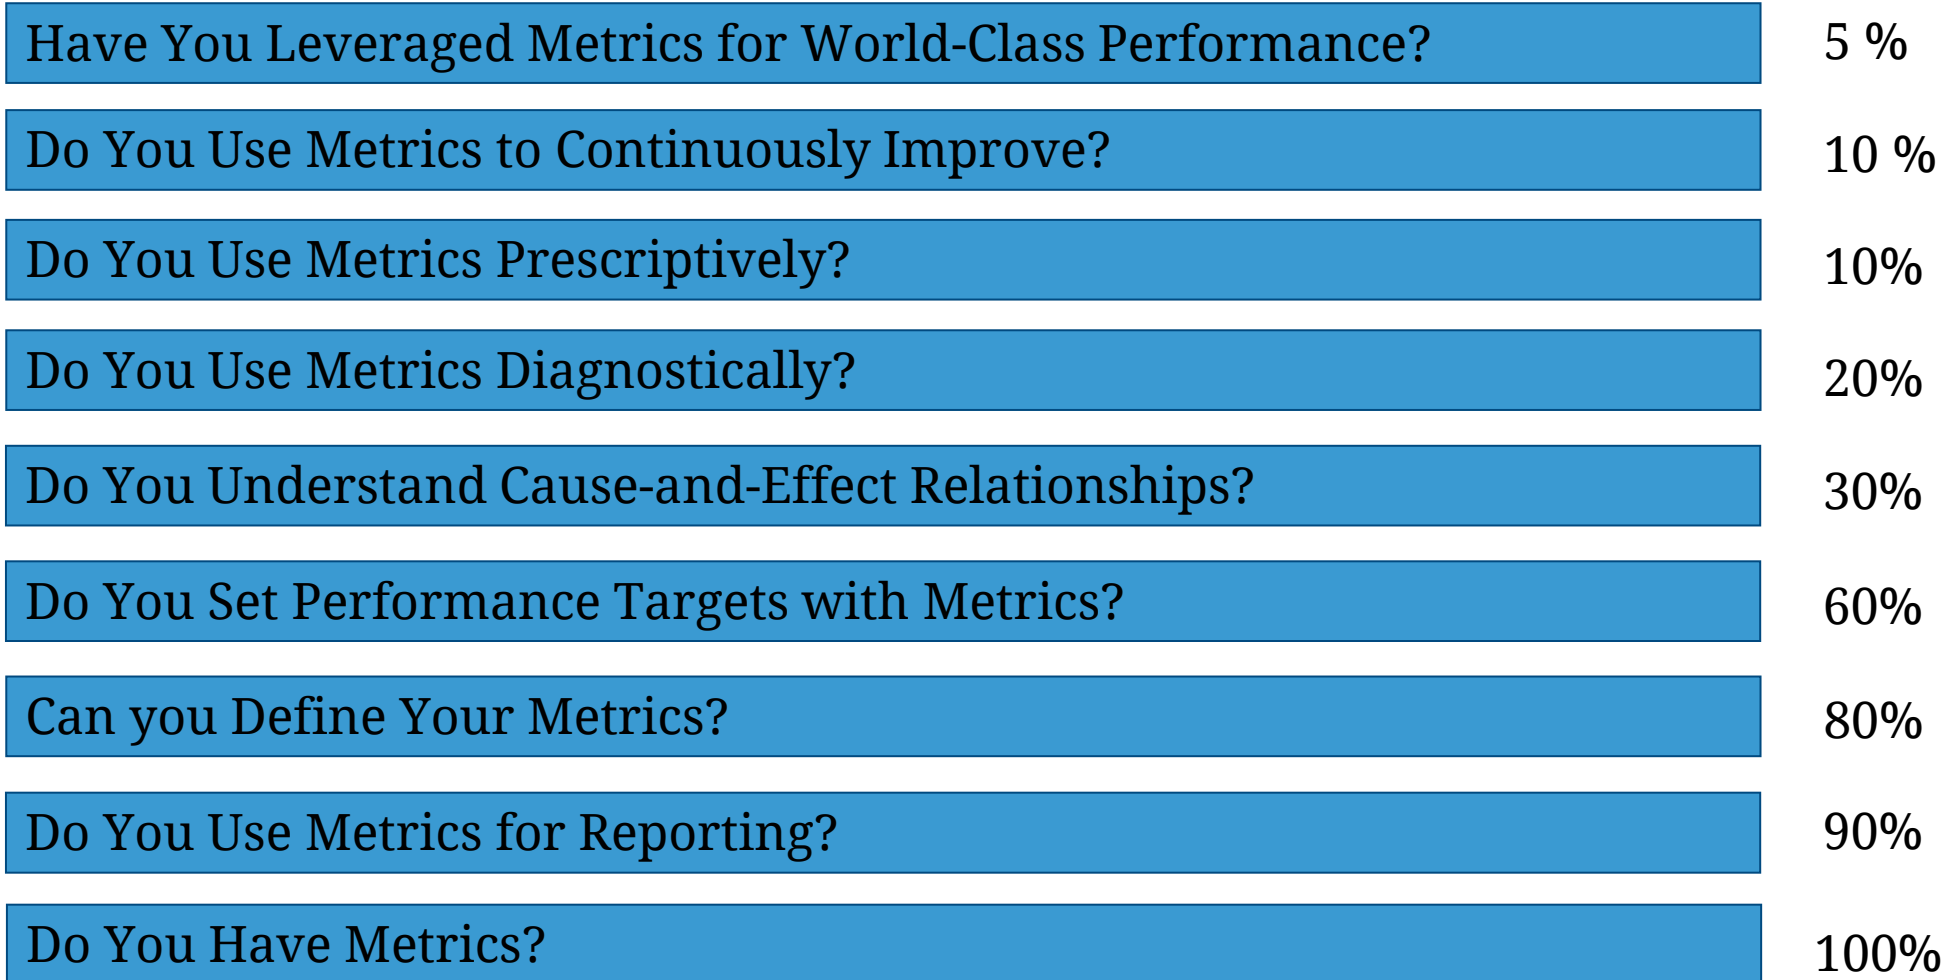 Have You Leveraged Metrics for World-Class Performance? 5 %
Do You Use Metrics to Continuously Improve? 10 %
Do You Use Metrics Prescriptively? 10%
Do You Use Metrics Diagnostically? 20%
Do You Understand Cause-and-Effect Relationships? 30%
Do You Set Performance Targets with Metrics? 60%
Can you Define Your Metrics? 80%
Do You Use Metrics for Reporting? 90%
Do You Have Metrics? 100%